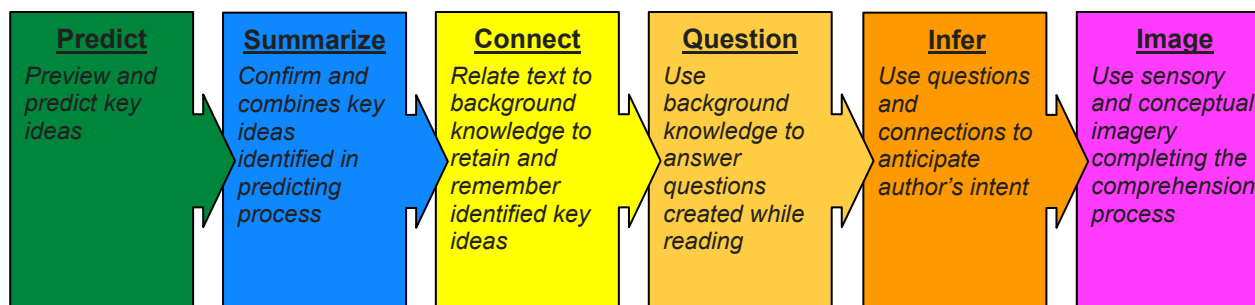 Predict
Preview and
predict key
ideas
Summarize
Confirm and
combines key
ideas
identified in
predicting
process
Connect
Relate text to
background
knowledge to
retain and
remember
identified key
ideas
Question
Use
background
knowledge to
answer
questions
created while
reading
Infer
Use questions
and
connections to
anticipate
author's intent
Image
Use sensory
and conceptual
imagery
completing the
comprehension
process